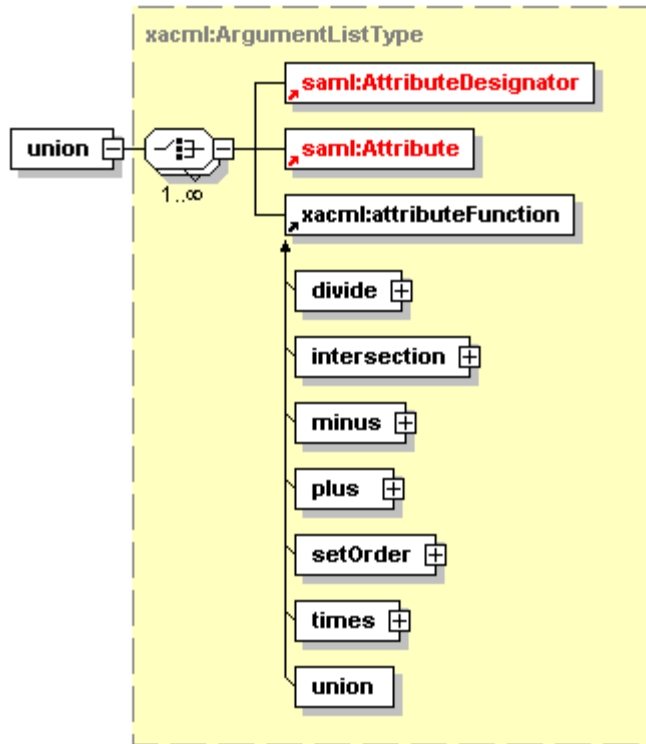 xacml:ArgumentListType
saml:AttributeDesignator
union
saml:Attribute
1..∞
xacml:attributeFunction
divide
intersection
minus
plus
setOrder
times
union